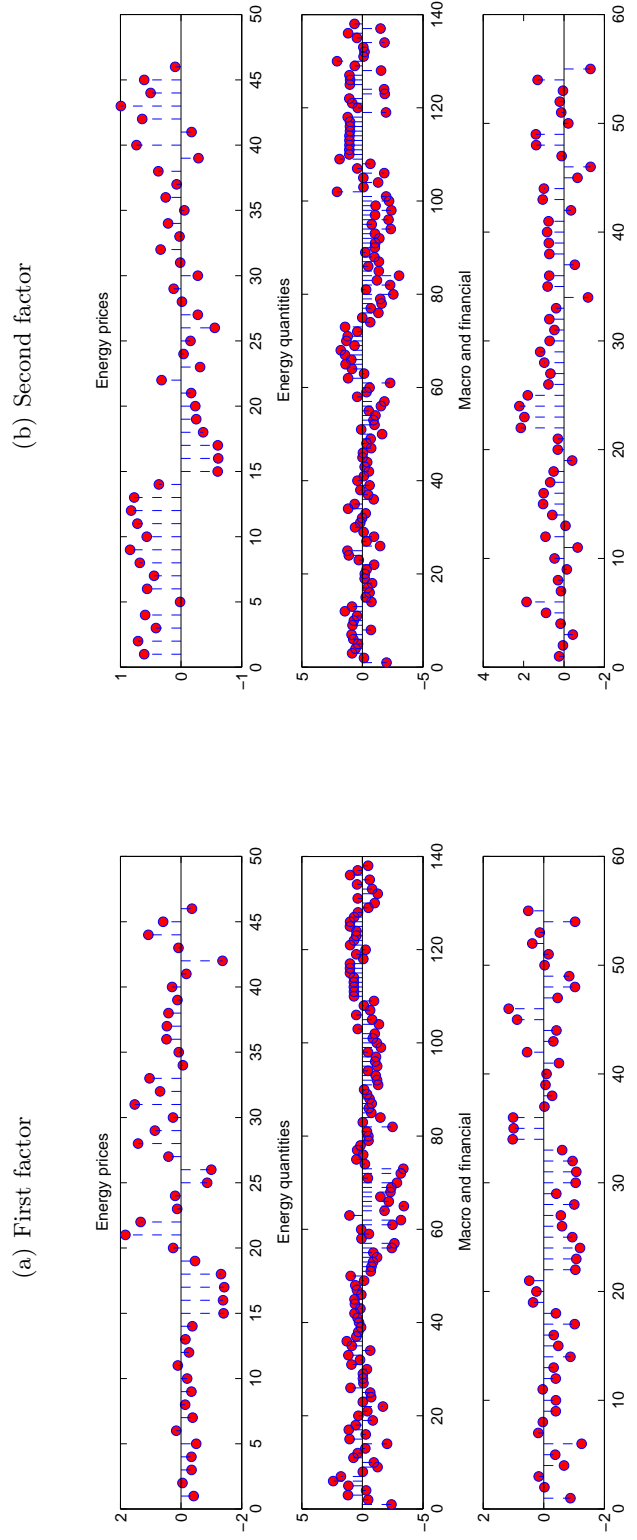 (a) First factor
Energy prices
2
0
-2
0 5 10 15 20 25 30 35 40 45 50
Energy quantities
5
0
-5
0 20 40 60 80 100 120 140
Macro and financial
2
0
-2
0 10 20 30 40 50 60
(b) Second factor
Energy prices
1
0
-1
0 5 10 15 20 25 30 35 40 45 50
Energy quantities
5
0
-5
0 20 40 60 80 100 120 140
Macro and financial
4
2
0
-2
0 10 20 30 40 50 60